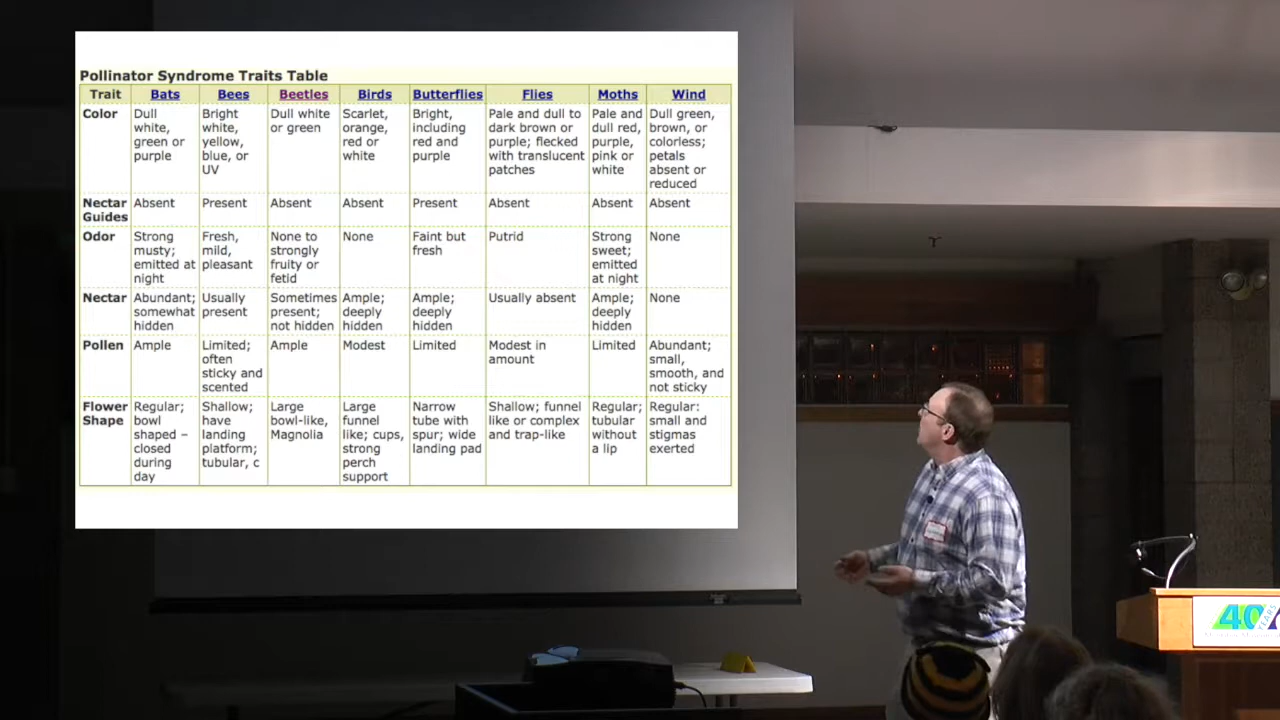 Pollinator Syndrome Traits Table
Trait Bats Bees Beetles Birds Butterflies Flies Moths Wind
Color Dull white, green or purple Bright white, yellow, blue, or UV Dull white or green Scarlet, orange, red or white Bright, including red and purple Pale and dull to dark brown or purple; flecked with translucent patches Pale and dull red, purple, pink or white Dull green, brown, or colorless; petals absent or reduced
Nectar Guides Absent Present Absent Absent Present Absent Absent Absent
Odor Strong musty; emitted at night Fresh, mild, pleasant None to strongly fruity or fetid None Faint but fresh Putrid Strong sweet; emitted at night None
Nectar Abundant; somewhat hidden Usually present Sometimes present; not hidden Ample; deeply hidden Ample; deeply hidden Usually absent Ample; deeply hidden None
Pollen Ample Limited; often sticky and scented Ample Modest Limited Modest in amount Limited Abundant; small, smooth, and not sticky
Flower Shape Regular; bowl shaped – closed during day Shallow; have landing platform; tubular, c Large bowl-like, Magnolia Large funnel like; cups, strong perch support Narrow tube with spur; wide landing pad Shallow; funnel like or complex and trap-like Regular; tubular without a lip Regular: small and stigmas exerted
40
YEARS